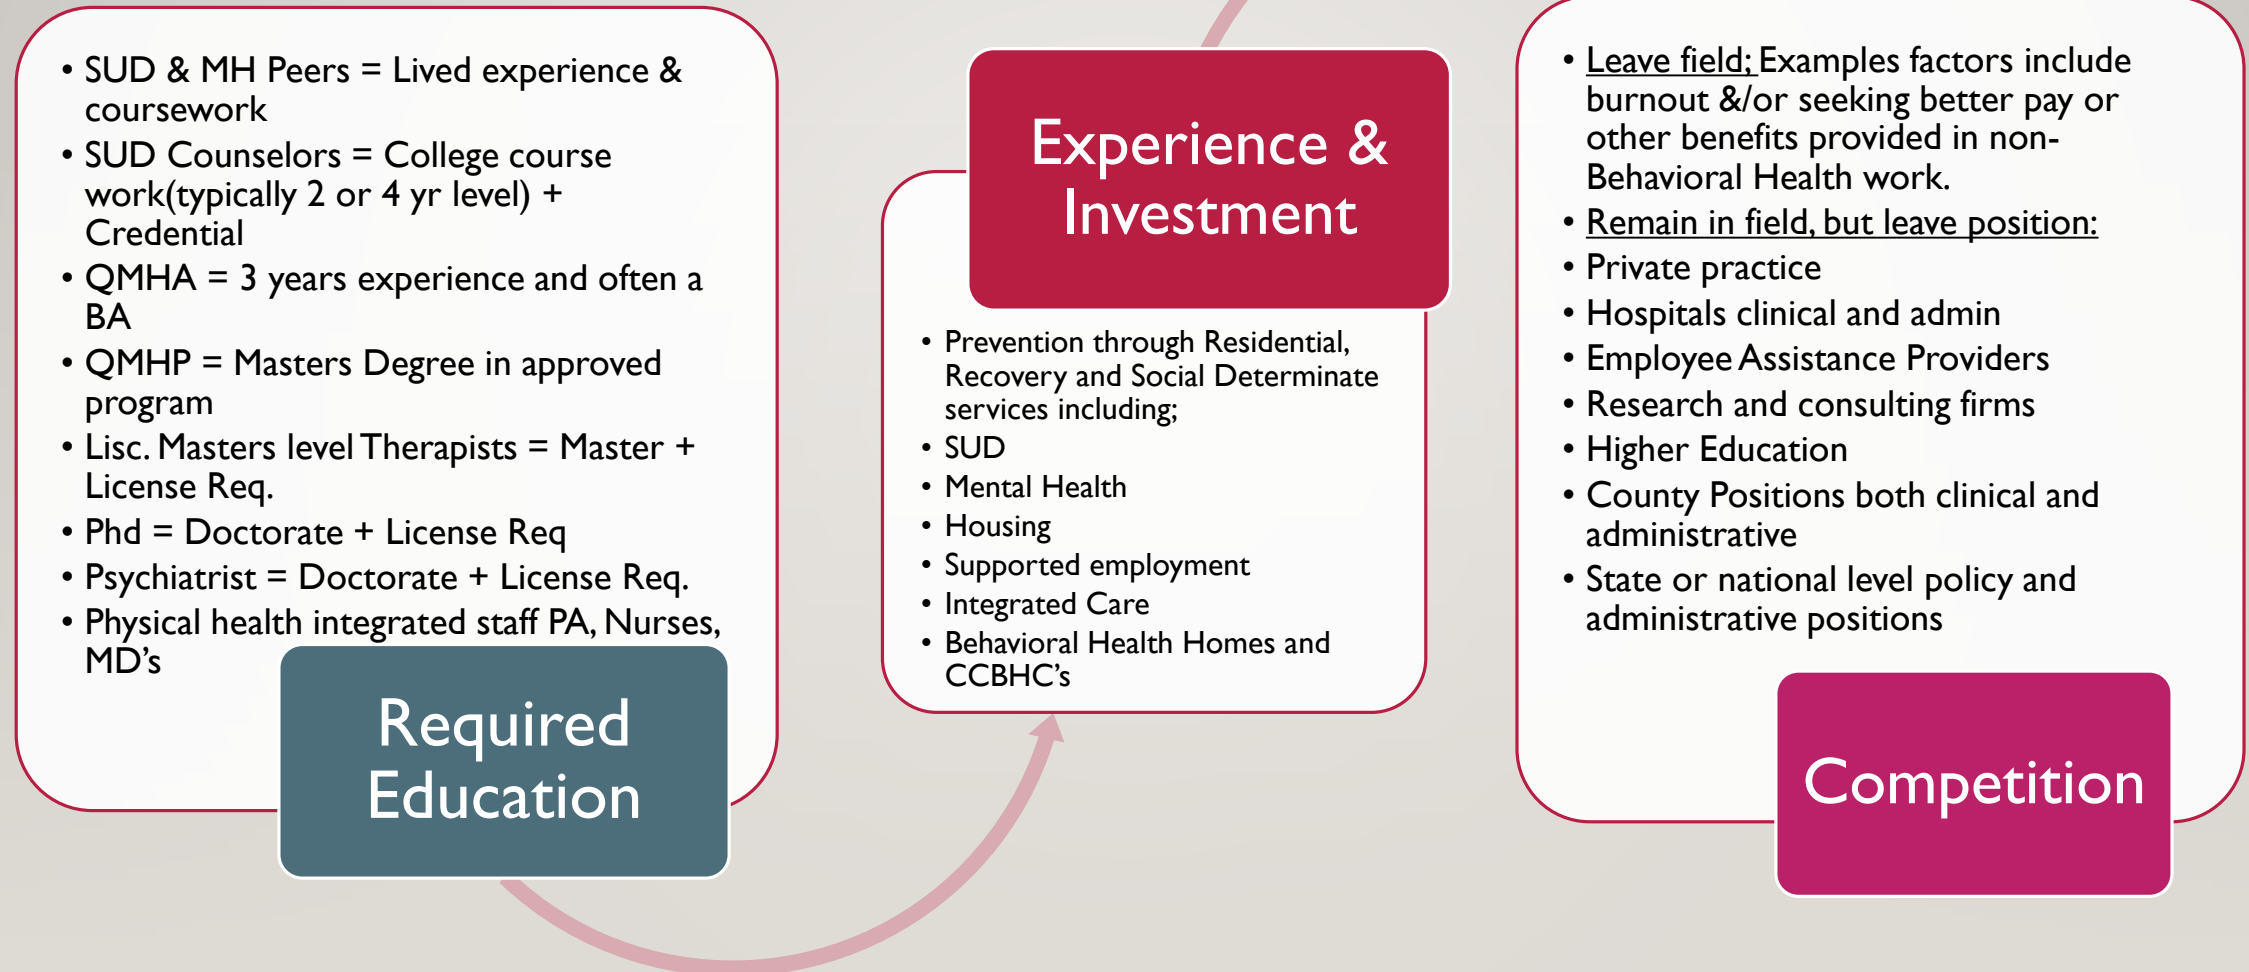 • SUD & MH Peers = Lived experience &
coursework
• SUD Counselors = College course
work(typically 2 or 4 yr level) +
Credential
• QMHA = 3 years experience and often a
BA
• QMHP = Masters Degree in approved
program
• Lisc. Masters level Therapists = Master +
License Req.
• Phd = Doctorate + License Req
• Psychiatrist = Doctorate + License Req.
• Physical health integrated staff PA, Nurses,
MD’s
Required
Education
Experience &
Investment
• Prevention through Residential,
Recovery and Social Determinate
services including;
• SUD
• Mental Health
• Housing
• Supported employment
• Integrated Care
• Behavioral Health Homes and
CCBHC’s
• Leave field; Examples factors include
burnout &/or seeking better pay or
other benefits provided in non-
Behavioral Health work.
• Remain in field, but leave position:
• Private practice
• Hospitals clinical and admin
• Employee Assistance Providers
• Research and consulting firms
• Higher Education
• County Positions both clinical and
administrative
• State or national level policy and
administrative positions
Competition